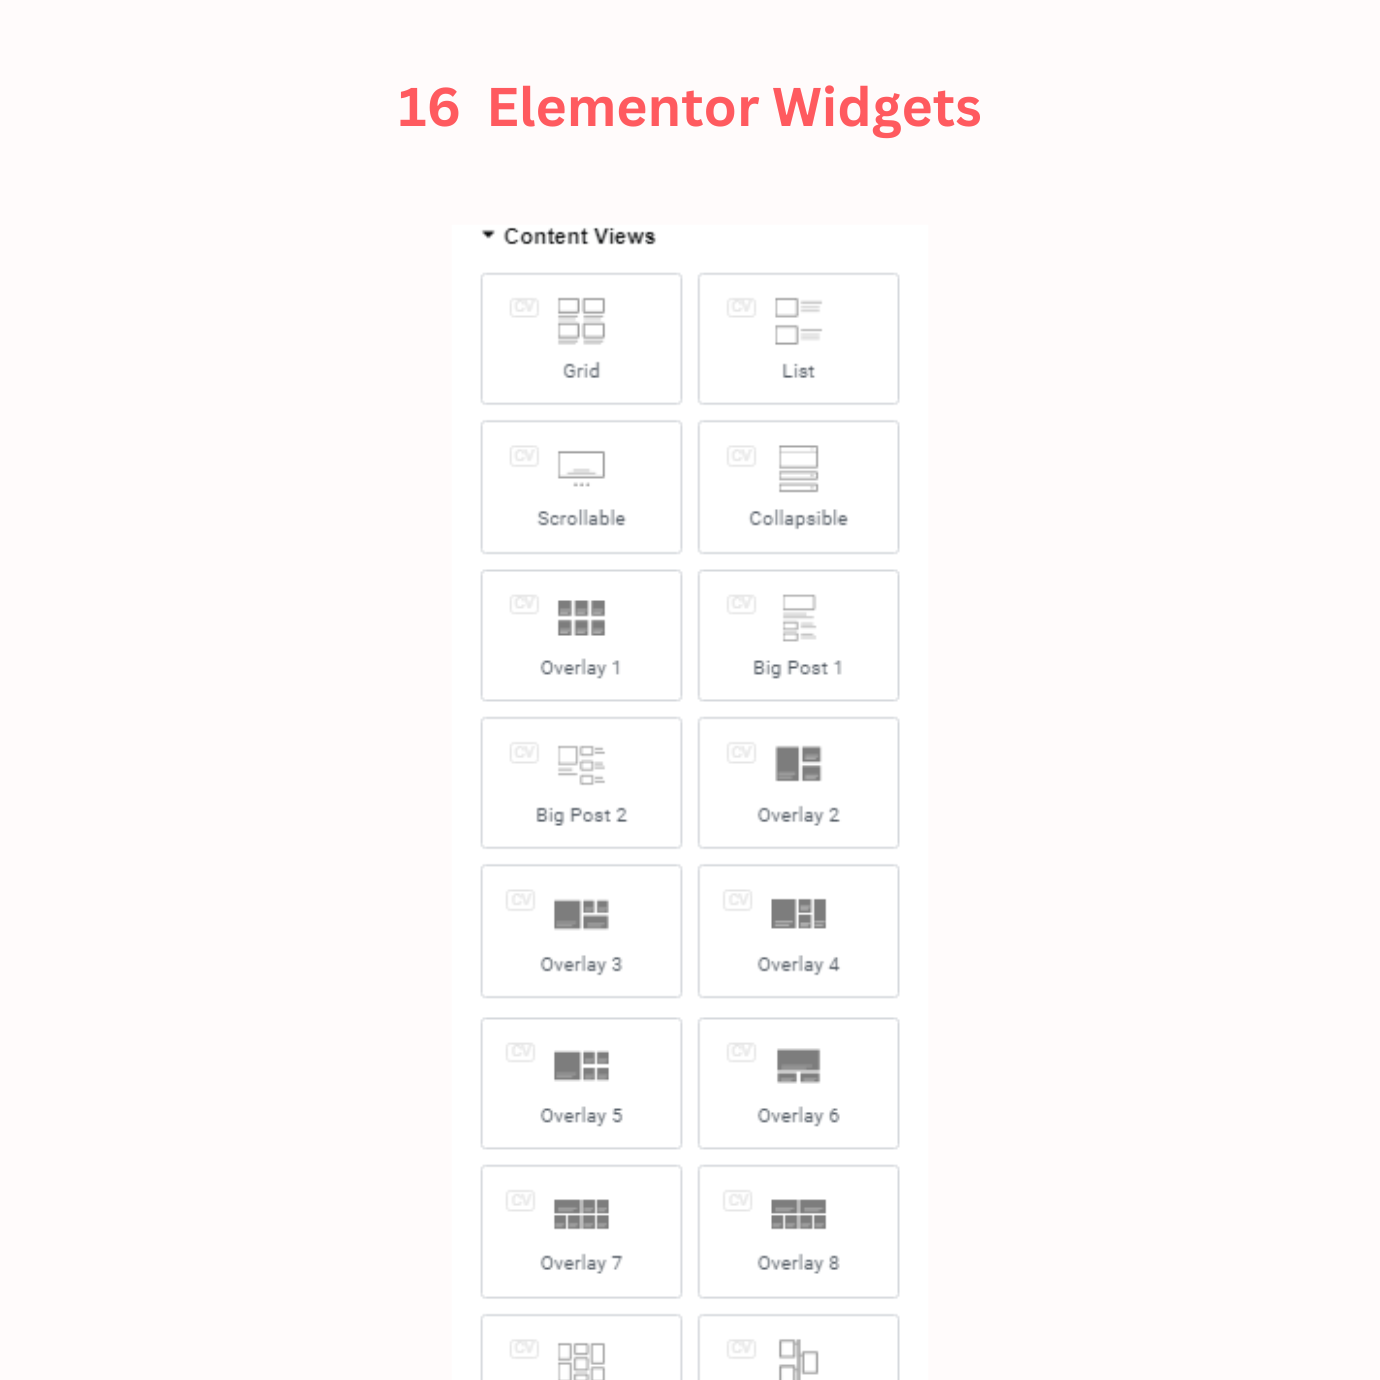 16 Elementor Widgets
Content Views
CV
CV
Grid
List
CV
CV
Scrollable
Collapsible
CV
CV
Overlay 1
Big Post 1
CV
CV
Big Post 2
Overlay 2
CV
CV
Overlay 3
Overlay 4
CV
CV
Overlay 5
Overlay 6
CV
CV
Overlay 7
Overlay 8
CV
CV